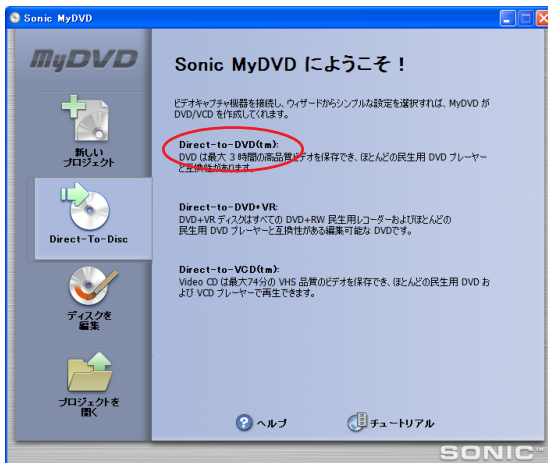 Sonic MyDVD
MyDVD
新しい
プロジェクト
Direct-To-Disc
ディスクを
編集
プロジェクトを
開く
Sonic MyDVD にようこそ！
ビデオキャプチャ機器を接続し、ウィザードからシンプルな設定を選択すれば、MyDVD が
DVD/VCD を作成してくれます。
Direct-to-DVD(tm):
DVD は最大 3 時間の高品質ビデオを保存でき、ほとんどの民生用 DVD プレーヤー
と互換性があります。
Direct-to-DVD+VR:
DVD+VR ディスクはすべての DVD+RW 民生用レコーダーおよびほとんどの
民生用 DVD プレーヤーと互換性がある編集可能な DVDです。
Direct-to-VCD(tm):
Video CD は最大74分の VHS 品質のビデオを保存でき、ほとんどの民生用 DVD お
よび VCD プレーヤーで再生できます。
ヘルプ
チュートリアル
SONIC™